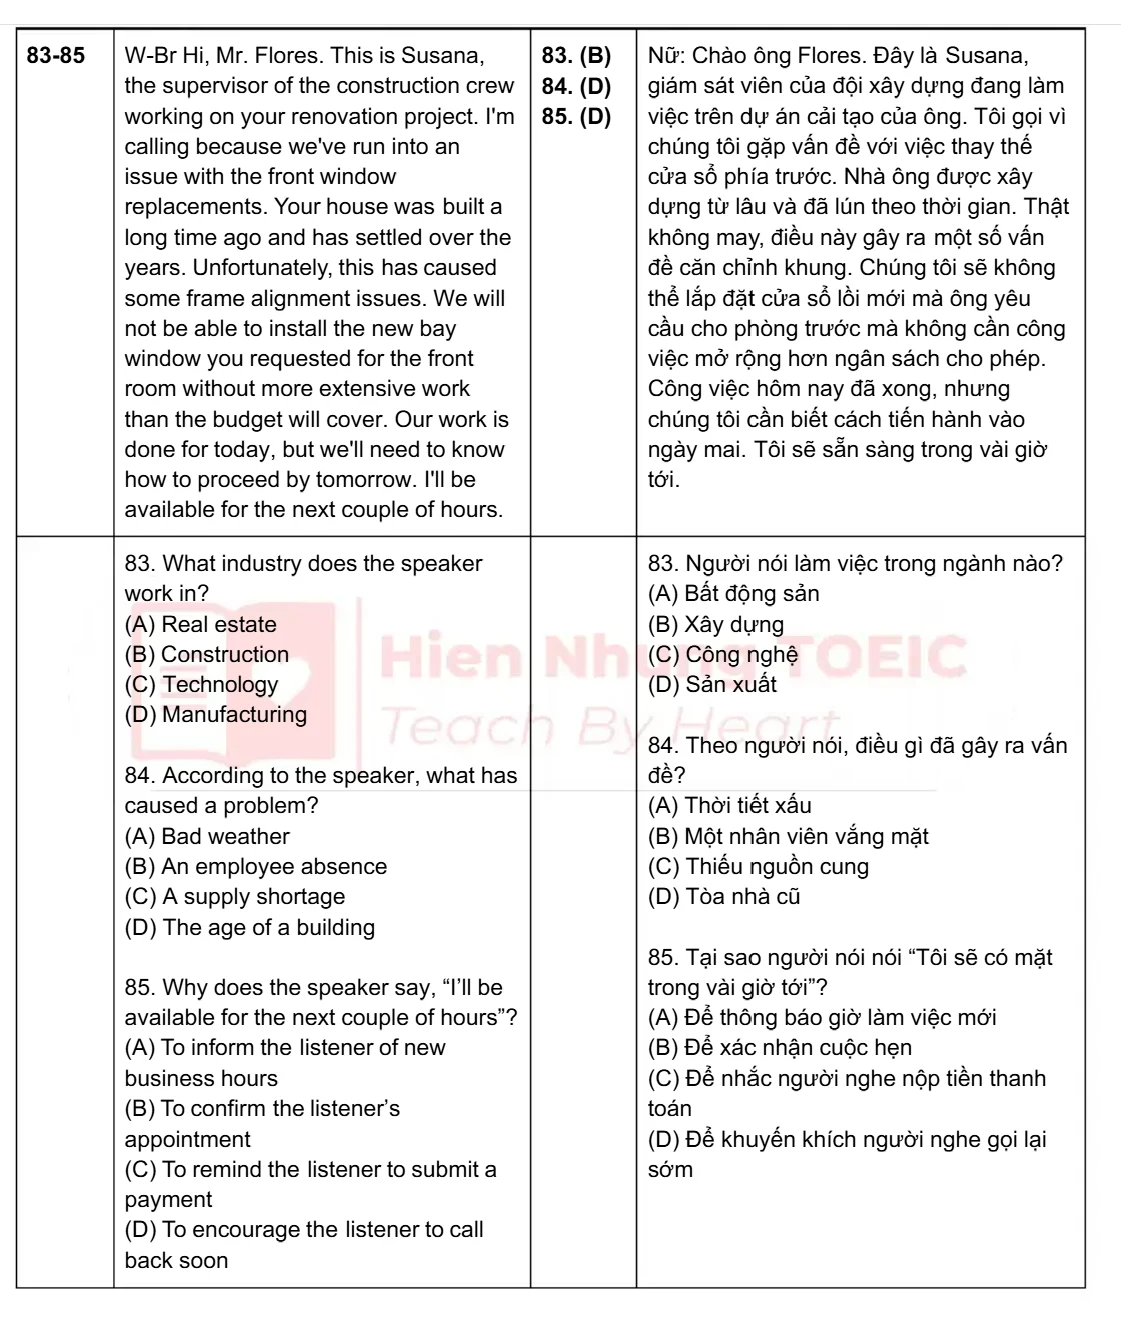 83-85
W-Br Hi, Mr. Flores. This is Susana,
the supervisor of the construction crew
working on your renovation project. I'm
calling because we've run into an
issue with the front window
replacements. Your house was built a
long time ago and has settled over the
years. Unfortunately, this has caused
some frame alignment issues. We will
not be able to install the new bay
window you requested for the front
room without more extensive work
than the budget will cover. Our work is
done for today, but we'll need to know
how to proceed by tomorrow. I'll be
available for the next couple of hours.
83. (B)
84. (D)
85. (D)
Nữ: Chào ông Flores. Đây là Susana,
giám sát viên của đội xây dựng đang làm
việc trên dự án cải tạo của ông. Tôi gọi vì
chúng tôi gặp vấn đề với việc thay thế
cửa sổ phía trước. Nhà ông được xây
dựng từ lâu và đã lún theo thời gian. Thật
không may, điều này gây ra một số vấn
đề căn chỉnh khung. Chúng tôi sẽ không
thể lắp đặt cửa sổ lồi mới mà ông yêu
cầu cho phòng trước mà không cần công
việc mở rộng hơn ngân sách cho phép.
Công việc hôm nay đã xong, nhưng
chúng tôi cần biết cách tiến hành vào
ngày mai. Tôi sẽ sẵn sàng trong vài giờ
tới.
83. What industry does the speaker
work in?
(A) Real estate
(B) Construction
(C) Technology
(D) Manufacturing
84. According to the speaker, what has
caused a problem?
(A) Bad weather
(B) An employee absence
(C) A supply shortage
(D) The age of a building
85. Why does the speaker say, “I’ll be
available for the next couple of hours”?
(A) To inform the listener of new
business hours
(B) To confirm the listener’s
appointment
(C) To remind the listener to submit a
payment
(D) To encourage the listener to call
back soon
83. Người nói làm việc trong ngành nào?
(A) Bất động sản
(B) Xây dựng
(C) Công nghệ
(D) Sản xuất
84. Theo người nói, điều gì đã gây ra vấn
đề?
(A) Thời tiết xấu
(B) Một nhân viên vắng mặt
(C) Thiếu nguồn cung
(D) Tòa nhà cũ
85. Tại sao người nói nói “Tôi sẽ có mặt
trong vài giờ tới”?
(A) Để thông báo giờ làm việc mới
(B) Để xác nhận cuộc hẹn
(C) Để nhắc người nghe nộp tiền thanh
toán
(D) Để khuyến khích người nghe gọi lại
sớm
Hien Nhung TOEIC
Teach By Heart